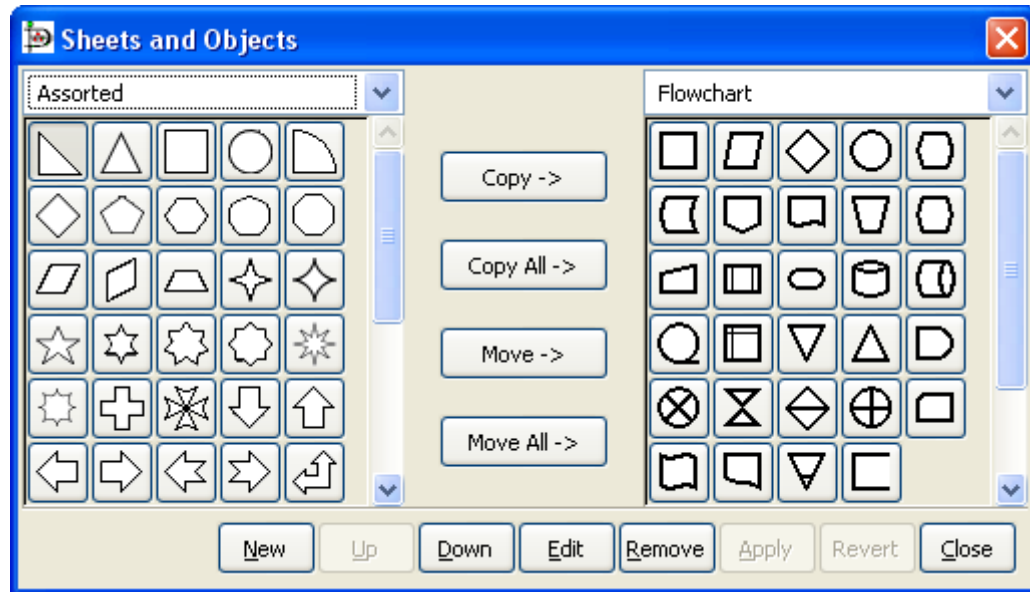 Sheets and Objects
Assorted
Flowchart
Copy ->
Copy All ->
Move ->
Move All ->
New Up Down Edit Remove Apply Revert Close